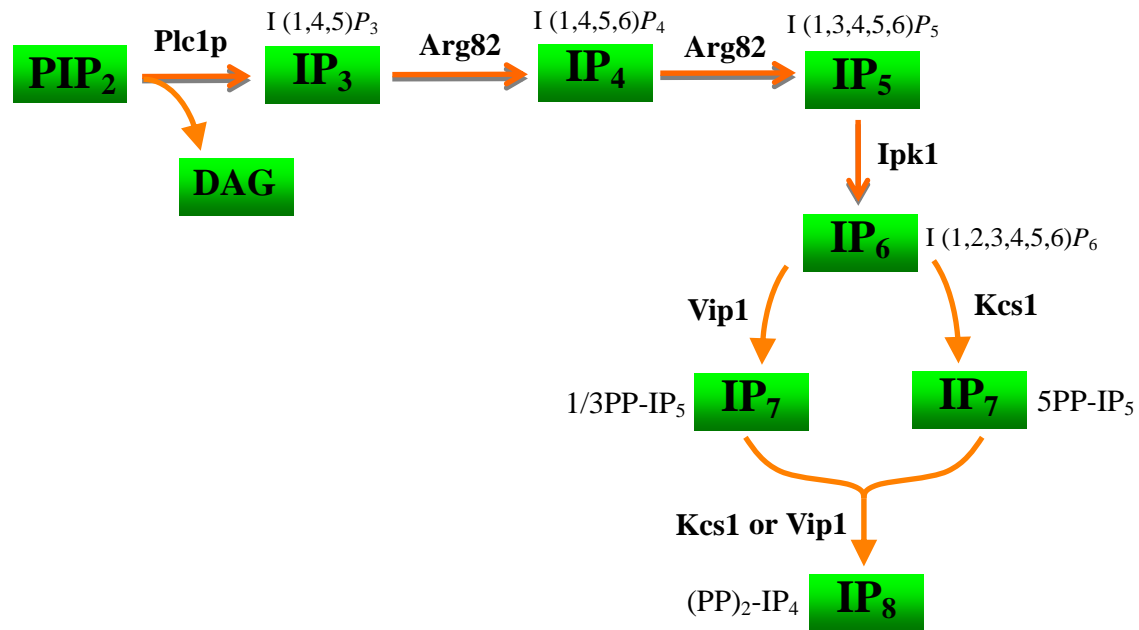 Plc1p
I (1,4,5)P3
Arg82
I (1,4,5,6)P4
Arg82
I (1,3,4,5,6)P5
PIP2
IP3
IP4
IP5
DAG
Ipk1
IP6
I (1,2,3,4,5,6)P6
Vip1
Kcs1
1/3PP-IP5
IP7
IP7
5PP-IP5
Kcs1 or Vip1
(PP)2-IP4
IP8